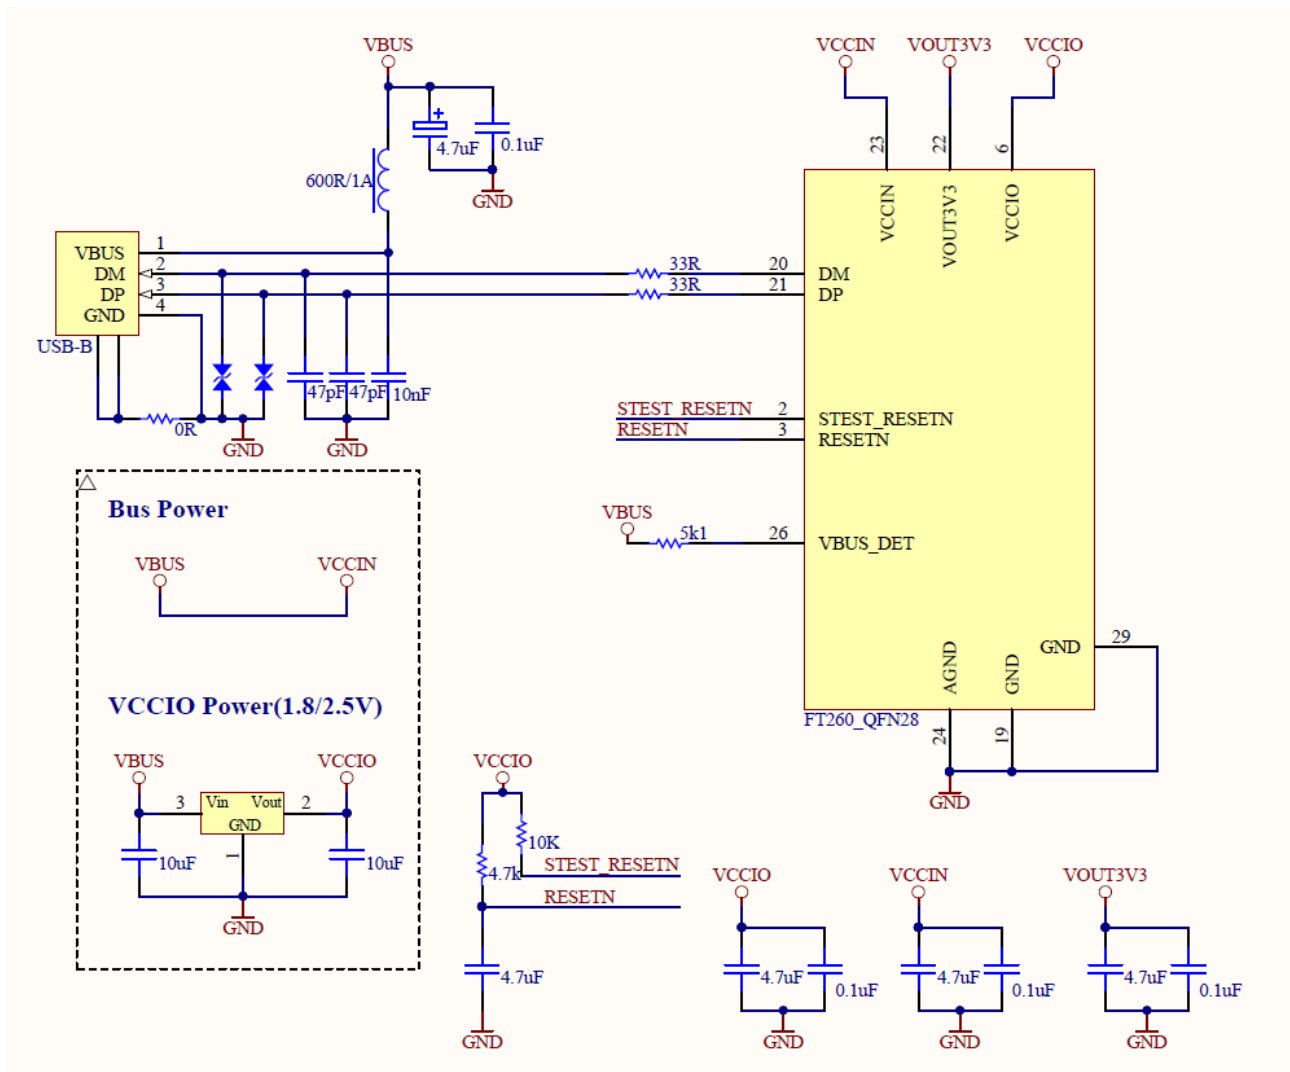 VBUS
VCCIN
VOUT3V3
VCCIO
+
4.7uF
0.1uF
600R/1A
GND
23
22
6
VCCIN
VOUT3V3
VCCIO
VBUS 1
DM 2
DP 3
GND 4
USB-B
33R
33R
20 DM
21 DP
47pF
47pF
10nF
0R
GND
GND
STEST_RESETN 2 STEST_RESETN
RESETN 3 RESETN
VBUS
5k1
26 VBUS_DET
Bus Power
VBUS
VCCIN
GND 29
AGND
GND
24
19
FT260_QFN28
GND
VCCIO Power(1.8/2.5V)
VBUS
VCCIO
3 Vin Vout 2
GND
1
10uF
10uF
GND
VCCIO
10K
4.7k
STEST_RESETN
RESETN
4.7uF
GND
VCCIO
4.7uF
0.1uF
GND
VCCIN
4.7uF
0.1uF
GND
VOUT3V3
4.7uF
0.1uF
GND